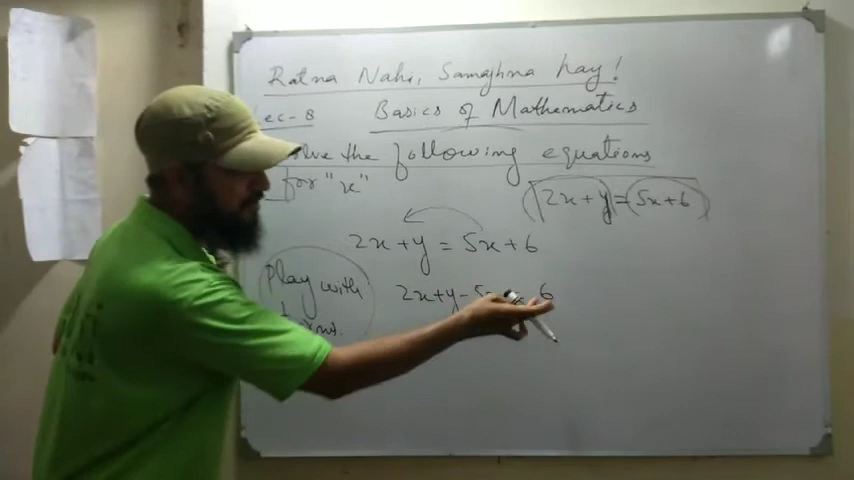 Ratna Nahi, Samajhna hay!
ec-8 Basics of Mathematics
olve the following equations
for "x"
2x+y=5x+6
2x+y = 5x+6
Play with
2x+y-5 6